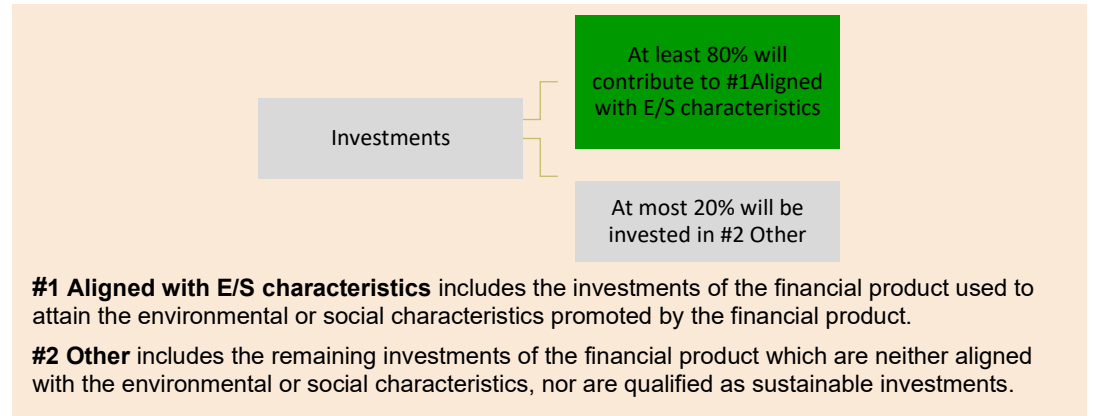 At least 80% will
contribute to #1Aligned
with E/S characteristics
Investments
At most 20% will be
invested in #2 Other
#1 Aligned with E/S characteristics includes the investments of the financial product used to
attain the environmental or social characteristics promoted by the financial product.
#2 Other includes the remaining investments of the financial product which are neither aligned
with the environmental or social characteristics, nor are qualified as sustainable investments.